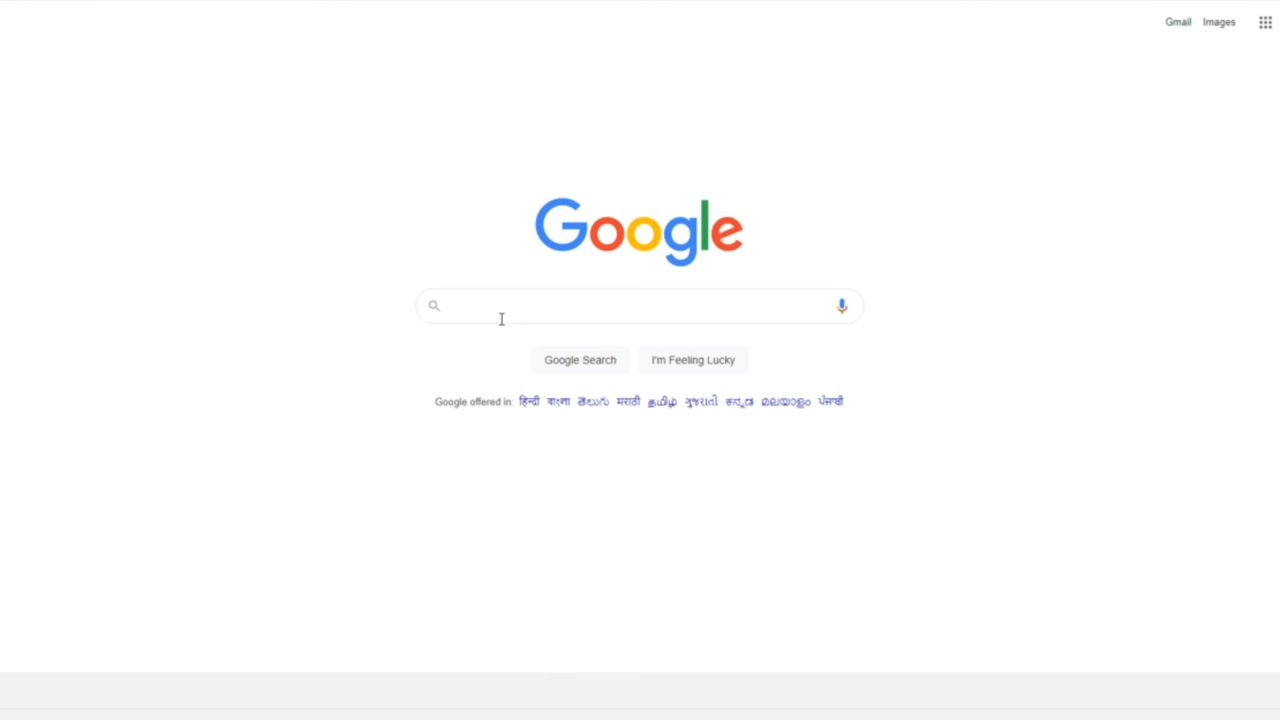 Gmail Images
Google
Google Search I'm Feeling Lucky
Google offered in: हिन्दी বাংলা తెలుగు मराठी தமிழ் ગુજરાતી ಕನ್ನಡ മലയാളം ਪੰਜਾਬੀ